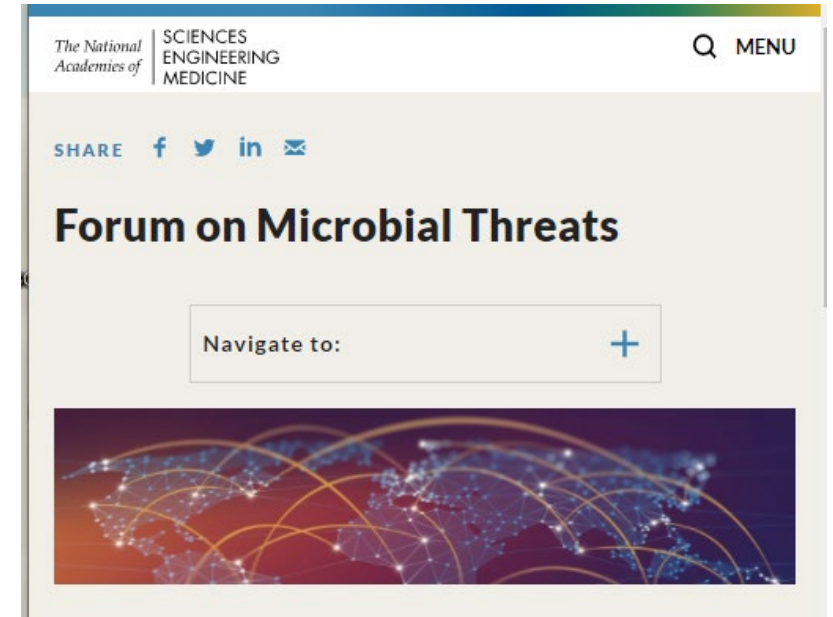 The National
Academies of
SCIENCES
ENGINEERING
MEDICINE
MENU
SHARE
Forum on Microbial Threats
Navigate to: